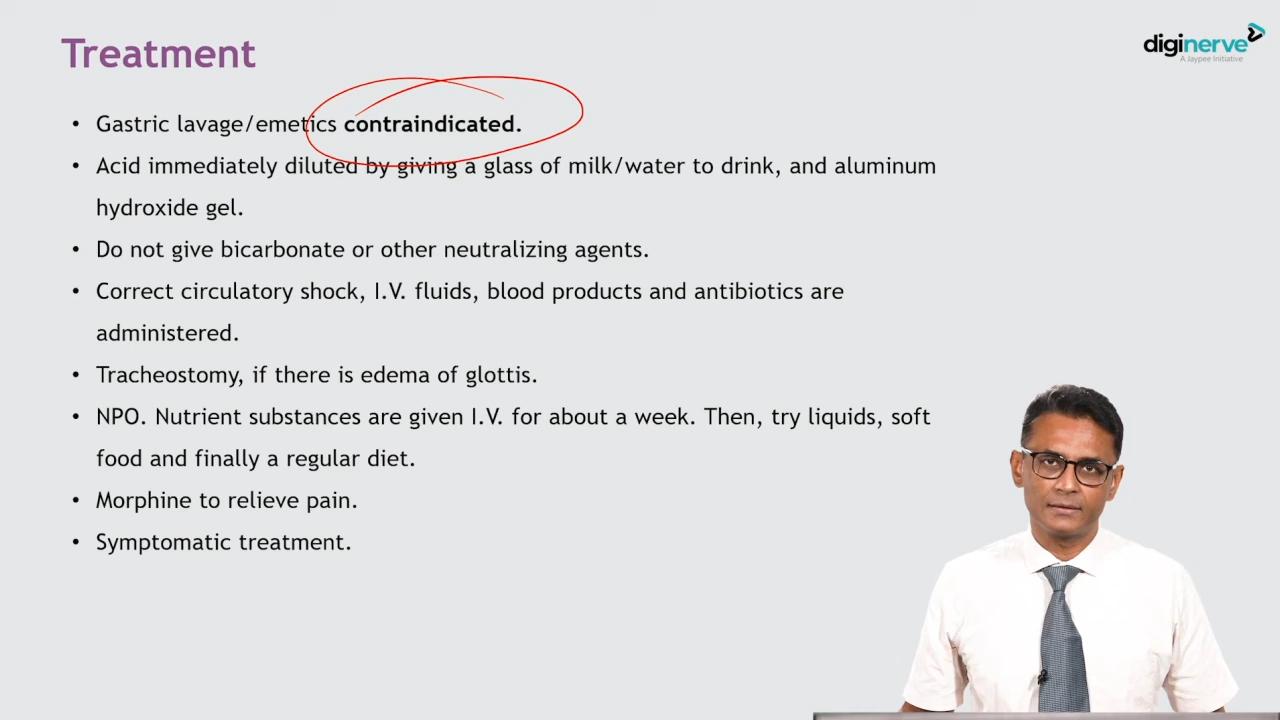 Treatment
diginerve
A Jaypee Initiative
• Gastric lavage/emetics contraindicated.
• Acid immediately diluted by giving a glass of milk/water to drink, and aluminum
hydroxide gel.
• Do not give bicarbonate or other neutralizing agents.
• Correct circulatory shock, I.V. fluids, blood products and antibiotics are
administered.
• Tracheostomy, if there is edema of glottis.
• NPO. Nutrient substances are given I.V. for about a week. Then, try liquids, soft
food and finally a regular diet.
• Morphine to relieve pain.
• Symptomatic treatment.